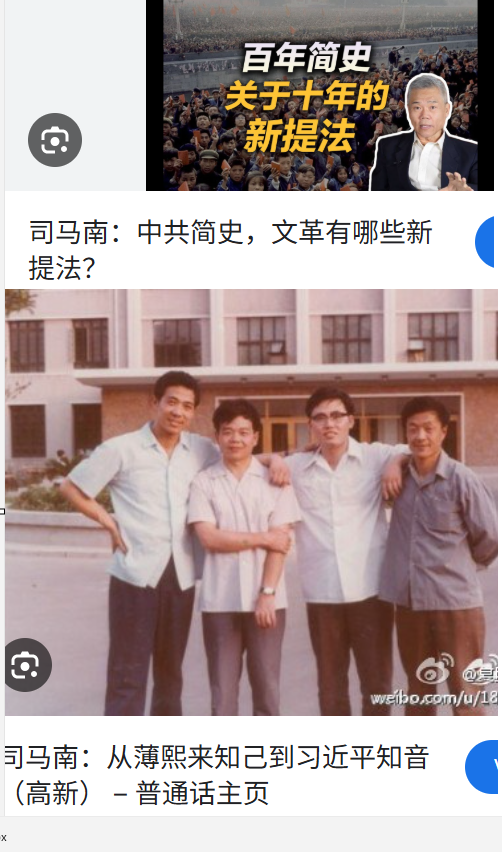 百年简史
关于十年的
新提法
司马南：中共简史，文革有哪些新
提法？
weibo.com/u/18
司马南：从薄熙来知己到习近平知音
（高新） – 普通话主页